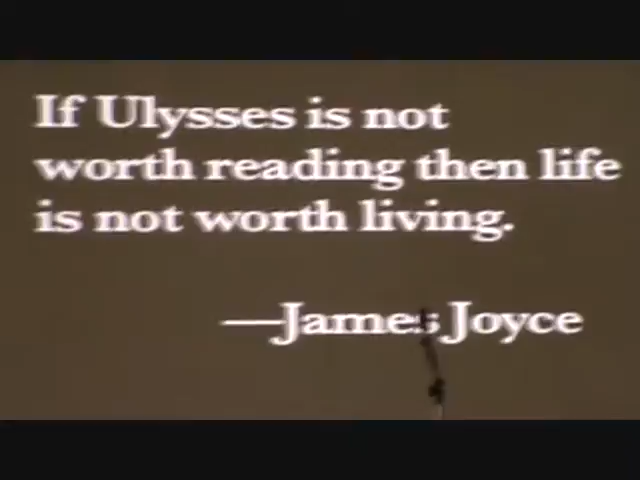 If Ulysses is not
worth reading then life
is not worth living.
—James Joyce